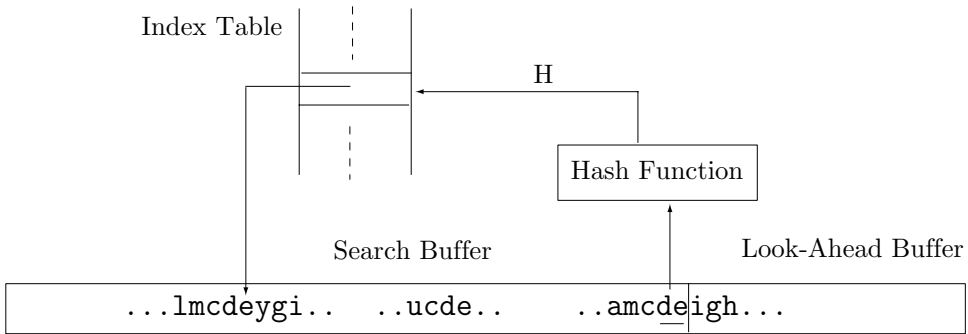 Index Table
H
Hash Function
Search Buffer
Look-Ahead Buffer
...lmcdeygi.. ..ucde.. ..amcdeigh...